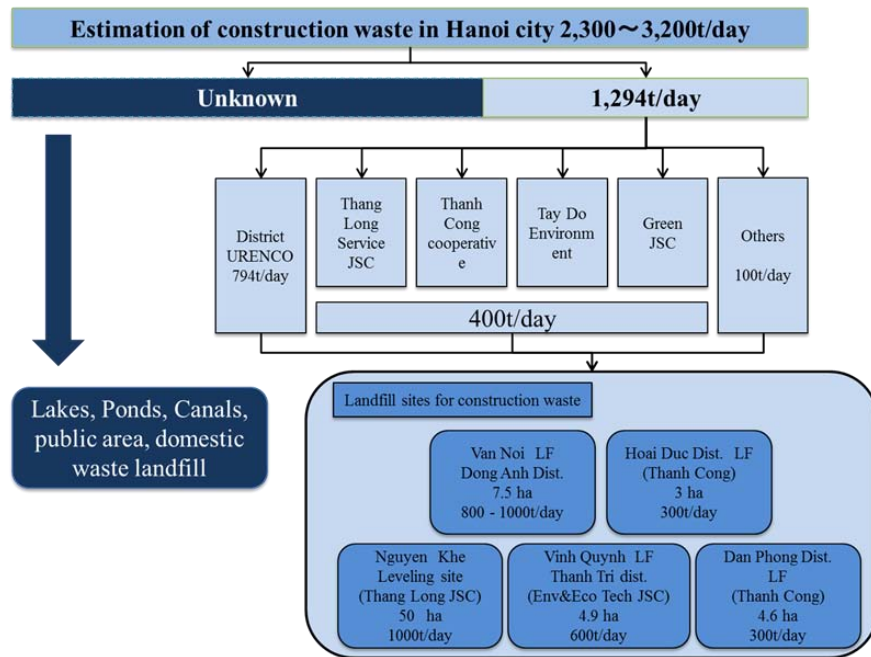 Estimation of construction waste in Hanoi city 2,300～3,200t/day
Unknown
1,294t/day
District
URENCO
794t/day
Thang
Long
Service
JSC
Thanh
Cong
cooperativ
e
Tay Do
Environm
ent
Green
JSC
Others
100t/day
400t/day
Lakes, Ponds, Canals,
public area, domestic
waste landfill
Landfill sites for construction waste
Van Noi LF
Dong Anh Dist.
7.5 ha
800 - 1000t/day
Hoai Duc Dist. LF
(Thanh Cong)
3 ha
300t/day
Nguyen Khe
Leveling site
(Thang Long JSC)
50 ha
1000t/day
Vinh Quynh LF
Thanh Tri dist.
(Env&Eco Tech JSC)
4.9 ha
600t/day
Dan Phong Dist.
LF
(Thanh Cong)
4.6 ha
300t/day